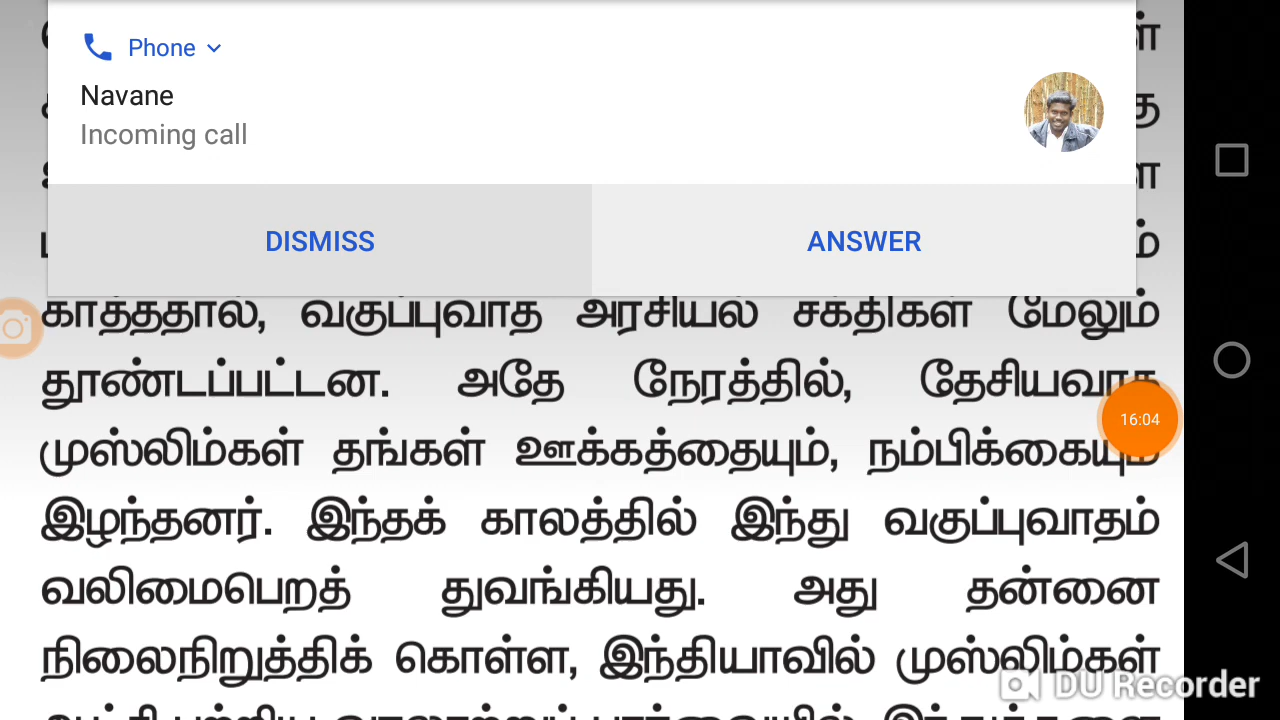 Phone
Navane
Incoming call
DISMISS
ANSWER
காத்ததால், வகுப்புவாத அரசியல் சக்திகள் மேலும்
தூண்டப்பட்டன. அதே நேரத்தில், தேசியவாத
16:04
முஸ்லிம்கள் தங்கள் ஊக்கத்தையும், நம்பிக்கையும்
இழந்தனர். இந்தக் காலத்தில் இந்து வகுப்புவாதம்
வலிமைபெறத் துவங்கியது. அது தன்னை
நிலைநிறுத்திக் கொள்ள, இந்தியாவில் முஸ்லிம்கள்
DU Recorder